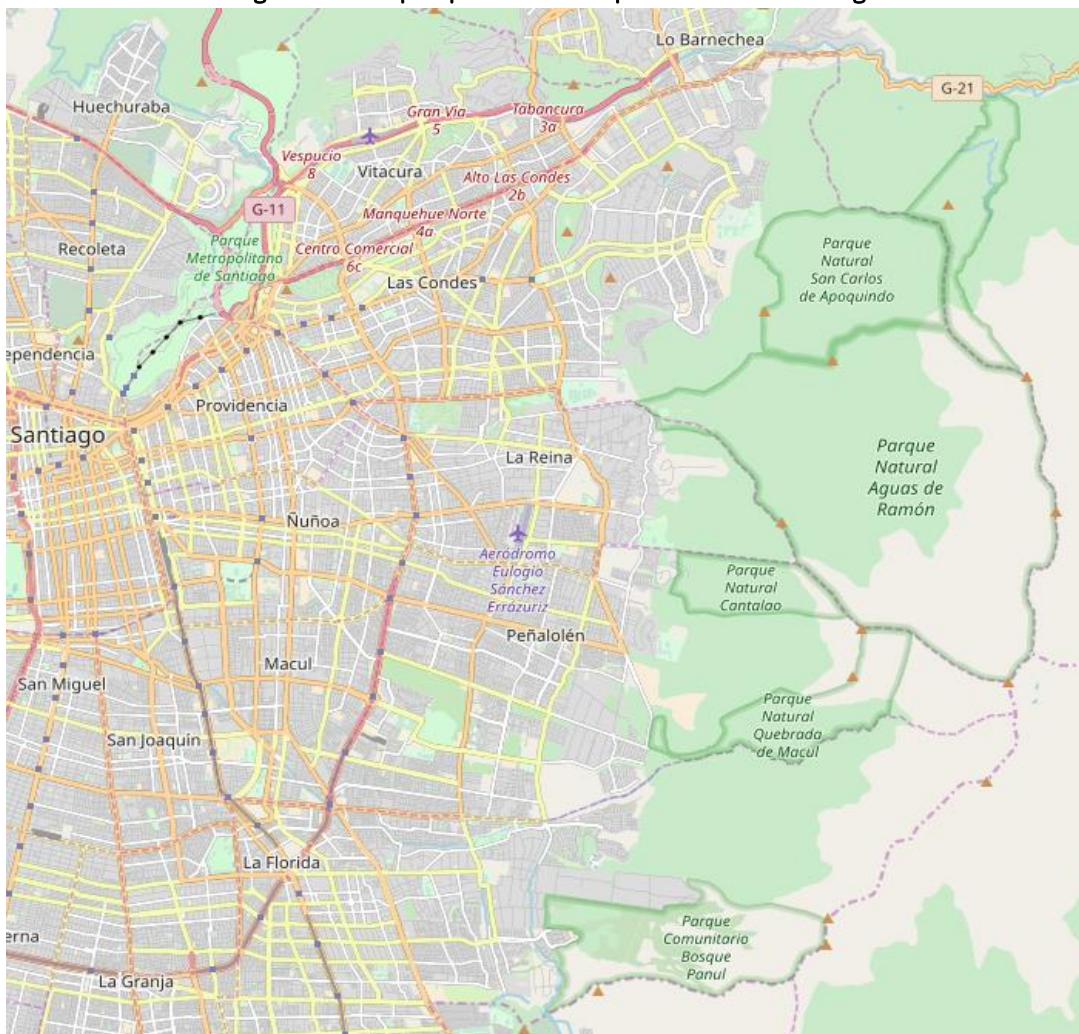 Lo Barnechea
G-21
Huechuraba
Gran Vía
5
Tabancura
3a
Vespucio
8
Vitacura
Alto Las Condes
2b
G-11
Manquehue Norte
4a
Recoleta
Parque
Metropolitano
de Santiago
Centro Comercial
6c
Las Condes
Parque
Natural
San Carlos
de Apoquindo
ependencia
Providencia
Santiago
La Reina
Parque
Natural
Aguas de
Ramón
Ñuñoa
Aeródromo
Eulogio
Sánchez
Errázuriz
Parque
Natural
Cantalao
Peñalolén
Macul
San Miguel
Parque
Natural
Quebrada
de Macul
San Joaquín
La Florida
Parque
Comunitario
Bosque
Panul
erna
La Granja